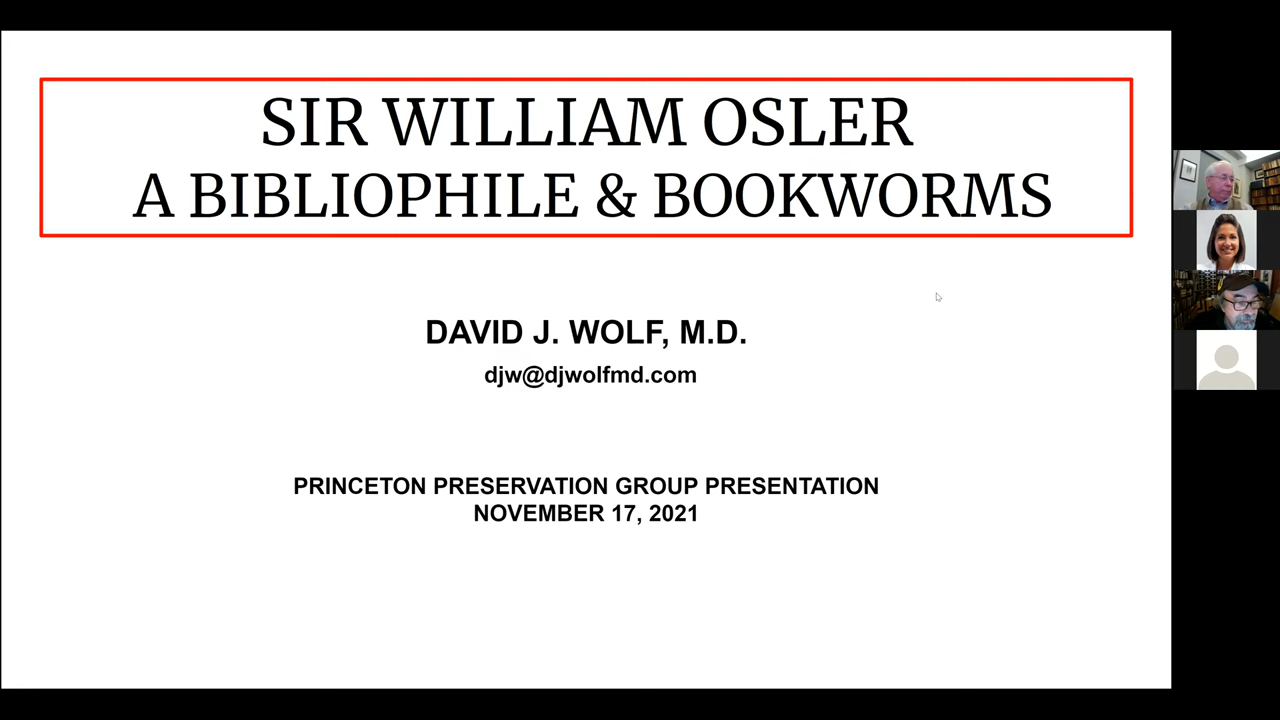 SIR WILLIAM OSLER
A BIBLIOPHILE & BOOKWORMS
DAVID J. WOLF, M.D.
djw@djwolfmd.com
PRINCETON PRESERVATION GROUP PRESENTATION
NOVEMBER 17, 2021